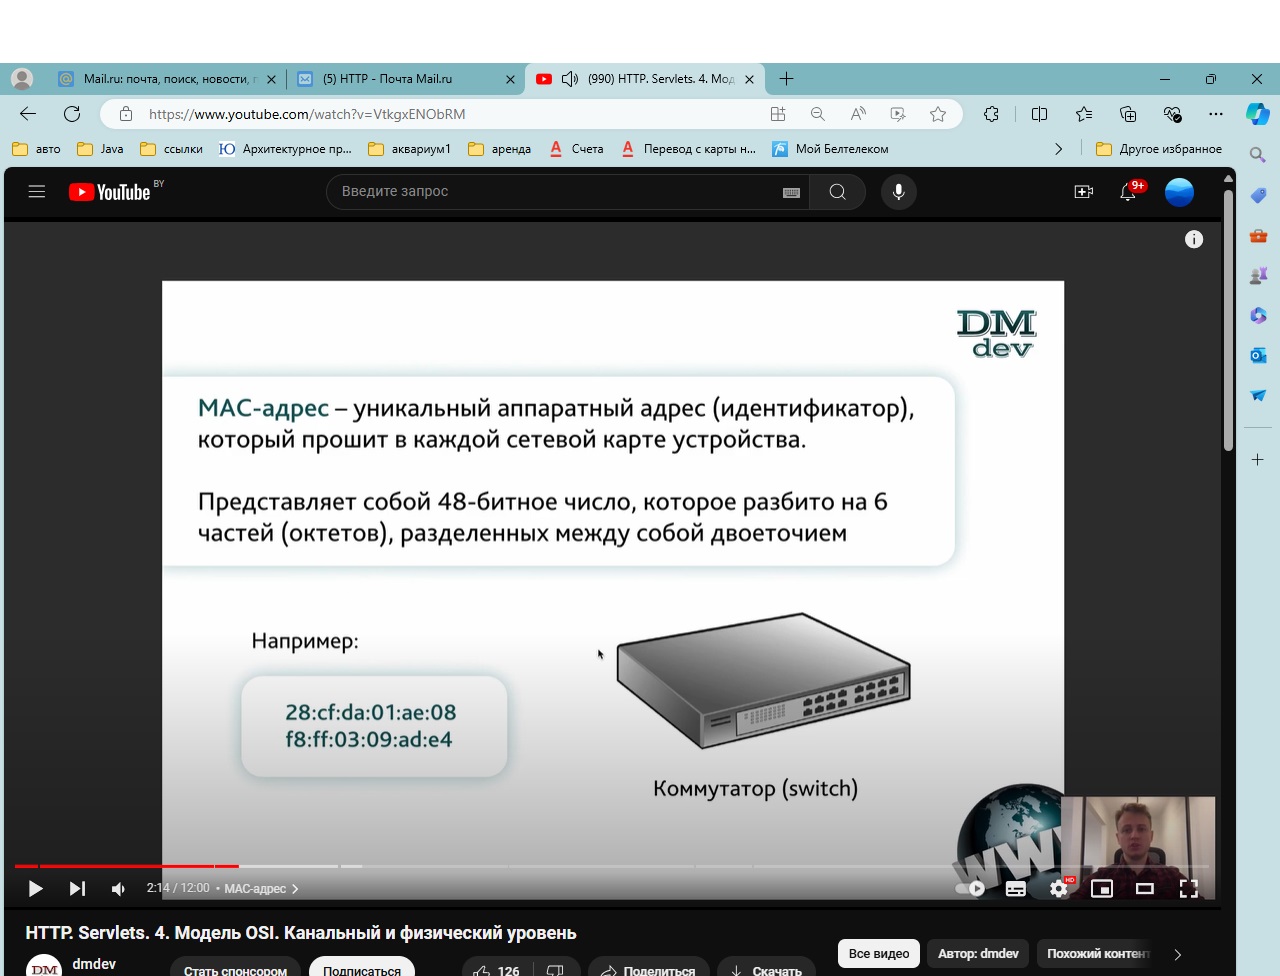 Mail.ru: почта, поиск, новости,
(5) HTTP - Почта Mail.ru
(990) HTTP. Servlets. 4. Мод
https://www.youtube.com/watch?v=VtkgxENObRM
авто
Java
ссылки
Ю
Архитектурное пр...
аквариум1
аренда
A
Счета
A
Перевод с карты н...
Мой Белтелеком
Другое избранное
YouTube
BY
Введите запрос
9+
DM
dev
MAC-адрес – уникальный аппаратный адрес (идентификатор),
который прошит в каждой сетевой карте устройства.
Представляет собой 48-битное число, которое разбито на 6
частей (октетов), разделенных между собой двоеточием
Например:
28:cf:da:01:ae:08
f8:ff:03:09:ad:e4
Коммутатор (switch)
WWW
2:14 / 12:00 • MAC-адрес
HD
HTTP. Servlets. 4. Модель OSI. Канальный и физический уровень
DM
dmdev
Стать спонсором
Подписаться
126
Поделиться
Скачать
Все видео
Автор: dmdev
Похожий контент